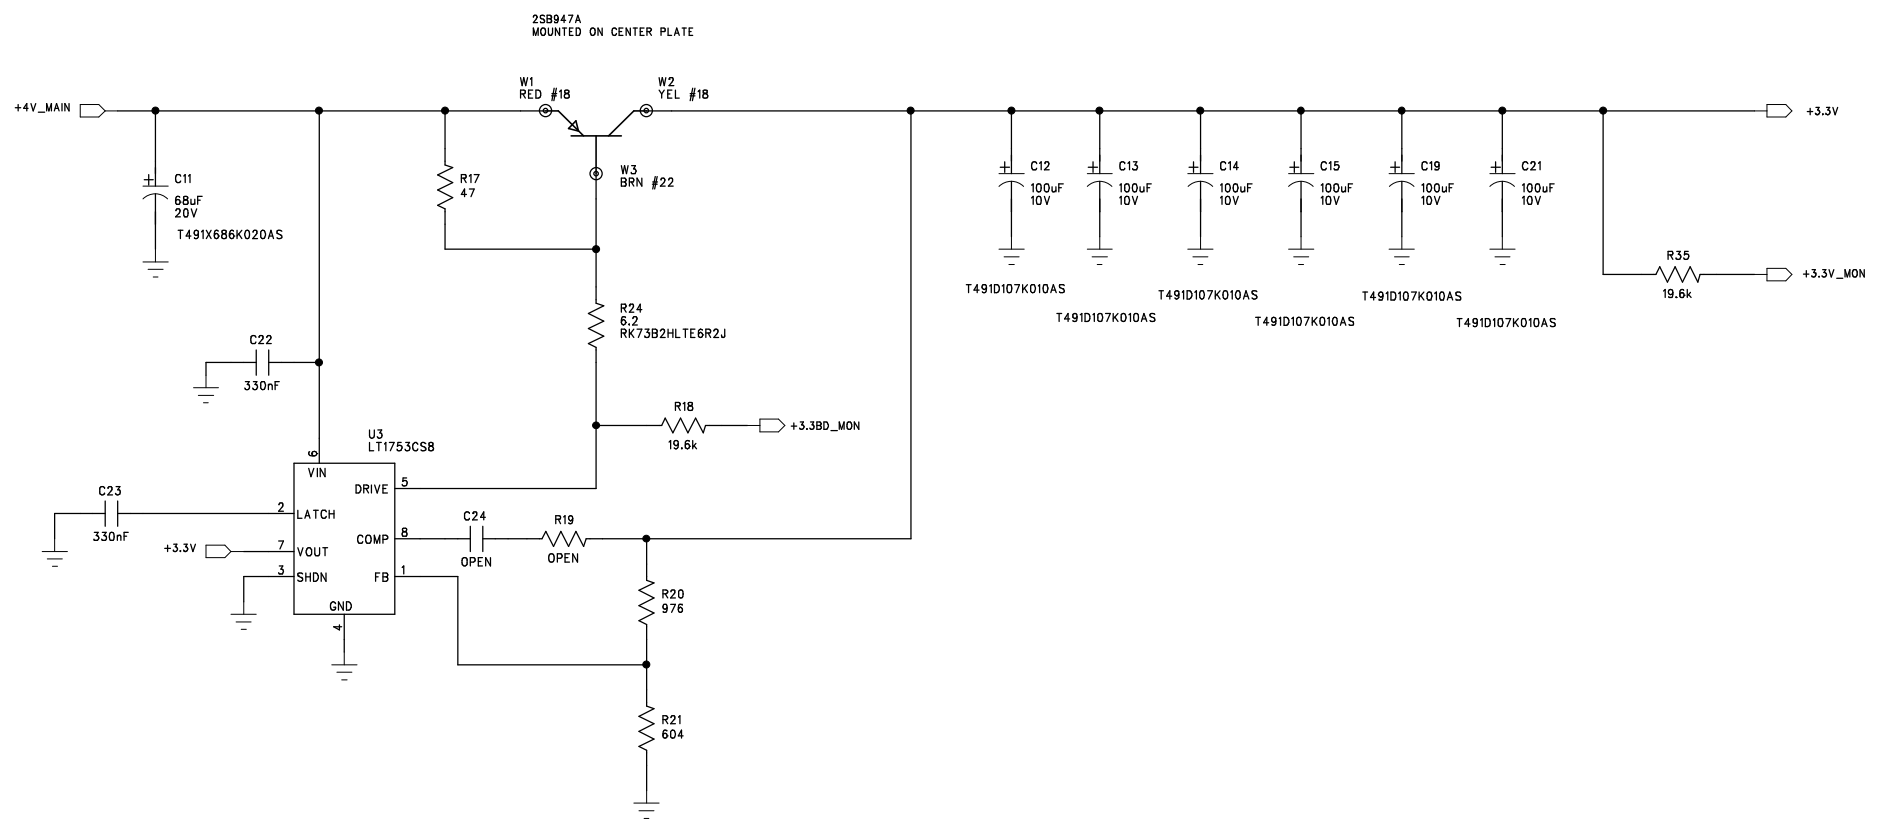 2SB947A
MOUNTED ON CENTER PLATE
W1
RED #18
W2
YEL #18
+4V_MAIN
+3.3V
W3
BRN #22
C11
68uF
20V
T491X686K020AS
R17
47
C12
100uF
10V
C13
100uF
10V
C14
100uF
10V
C15
100uF
10V
C19
100uF
10V
C21
100uF
10V
R35
19.6k
+3.3V_MON
T491D107K010AS
T491D107K010AS
T491D107K010AS
T491D107K010AS
T491D107K010AS
T491D107K010AS
R24
6.2
RK73B2HLTE6R2J
C22
330nF
R18
19.6k
+3.3BD_MON
U3
LT1753CS8
6
VIN
DRIVE
5
C23
330nF
2
LATCH
COMP
8
C24
OPEN
R19
OPEN
+3.3V
7
VOUT
3
SHDN
FB
1
GND
4
R20
976
R21
604